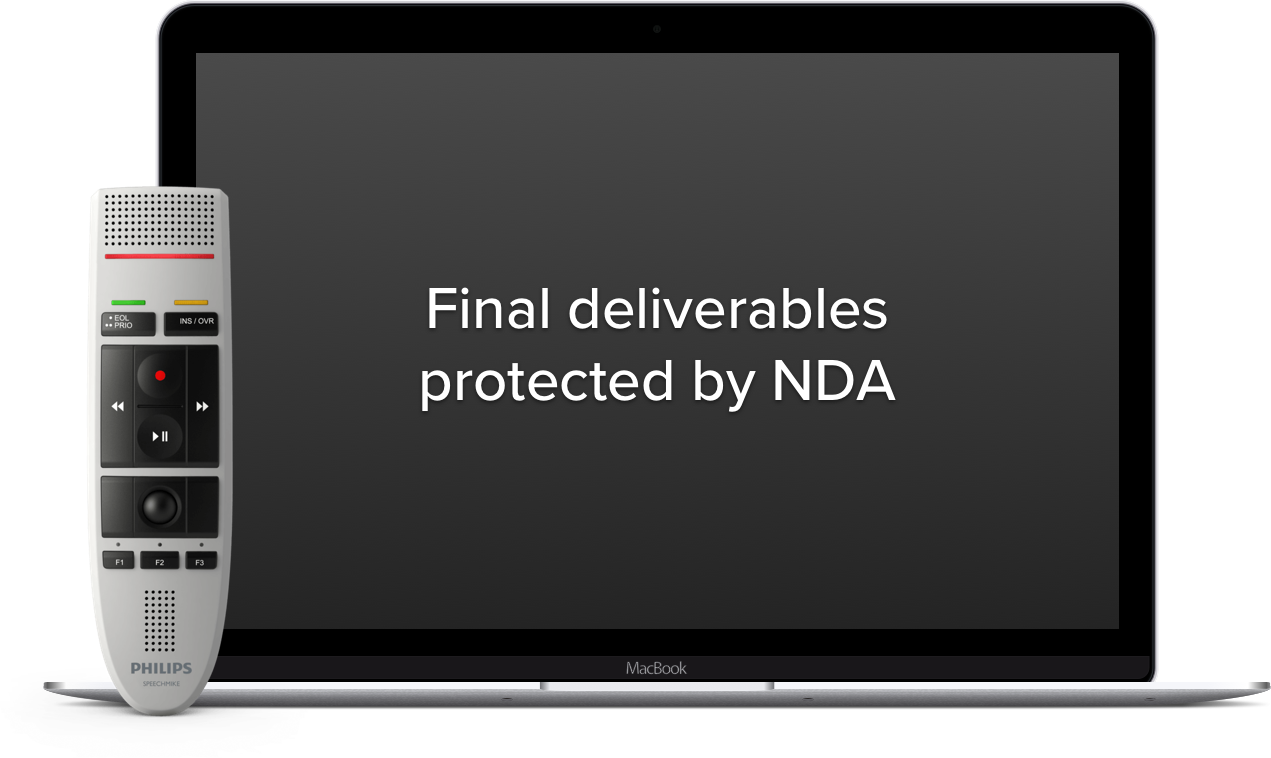 Final deliverables
protected by NDA
• EOL
•• PRIO
INS / OVR
F1 F2 F3
PHILIPS
SPEECHMIKE
MacBook